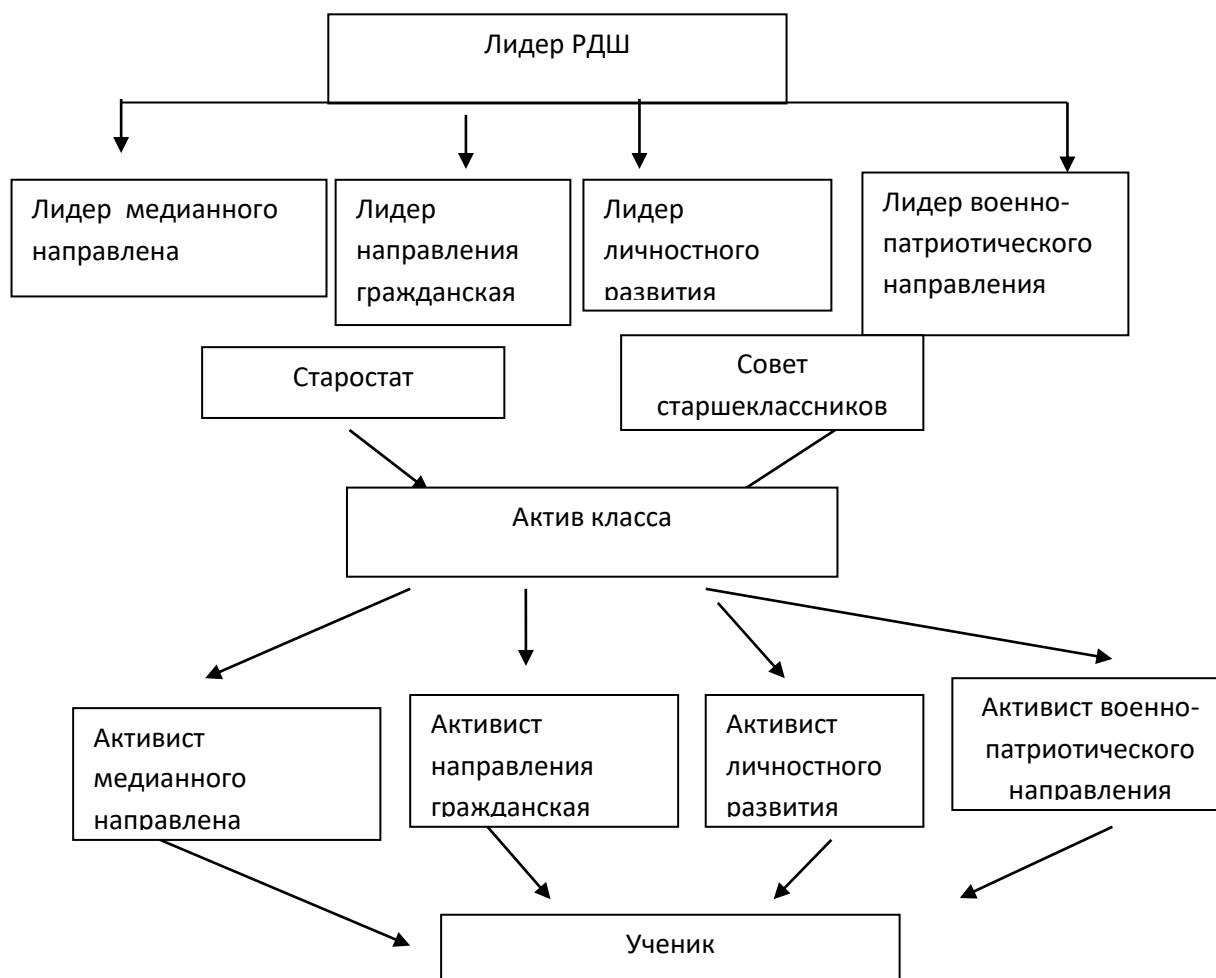 Лидер РДШ
Лидер медианного
направлена
Лидер
направления
гражданская
Лидер
личностного
развития
Лидер военно-
патриотического
направления
Старостат
Совет
старшеклассников
Актив класса
Активист
медианного
направлена
Активист
направления
гражданская
Активист
личностного
развития
Активист военно-
патриотического
направления
Ученик